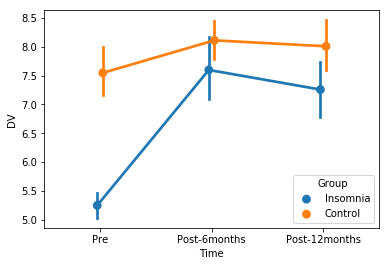 8.5
8.0
7.5
7.0
6.5
6.0
5.5
5.0
DV
Pre
Post-6months
Post-12months
Time
Group
Insomnia
Control